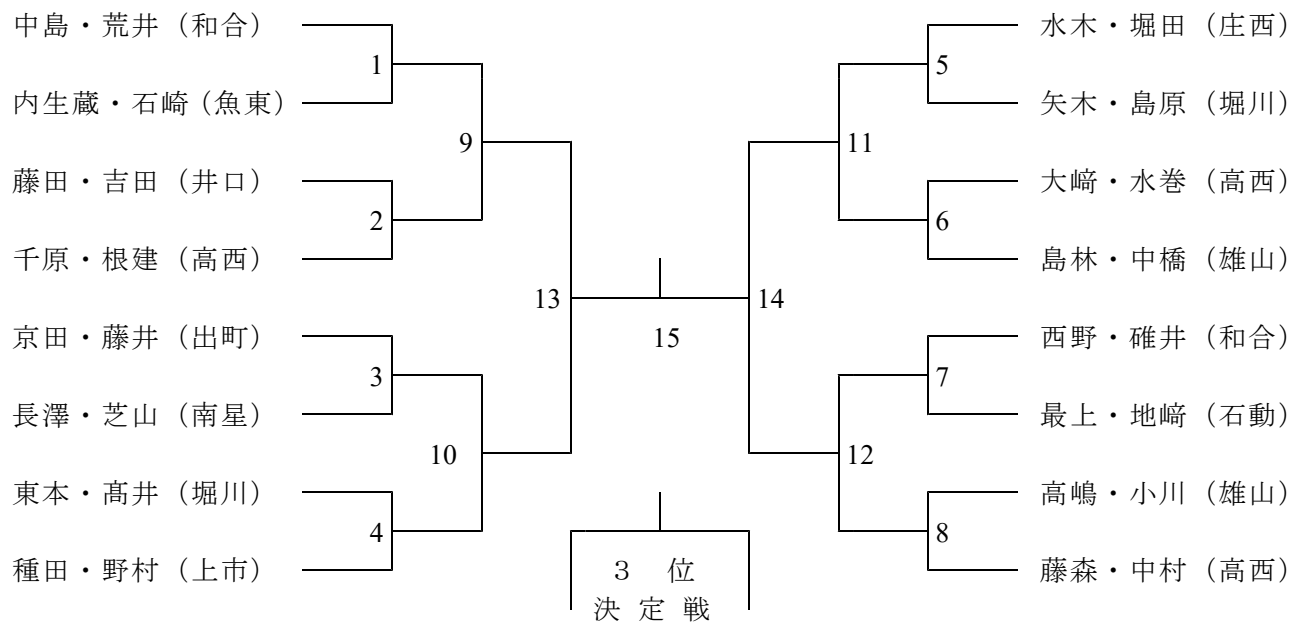 中島・荒井（和合）
1
内生蔵・石崎（魚東）
9
藤田・吉田（井口）
2
千原・根建（高西）
13
京田・藤井（出町）
3
長澤・芝山（南星）
10
東本・髙井（堀川）
4
種田・野村（上市）
15
３　位
決 定 戦
水木・堀田（庄西）
5
矢木・島原（堀川）
11
大﨑・水巻（高西）
6
島林・中橋（雄山）
14
西野・碓井（和合）
7
最上・地﨑（石動）
12
高嶋・小川（雄山）
8
藤森・中村（高西）